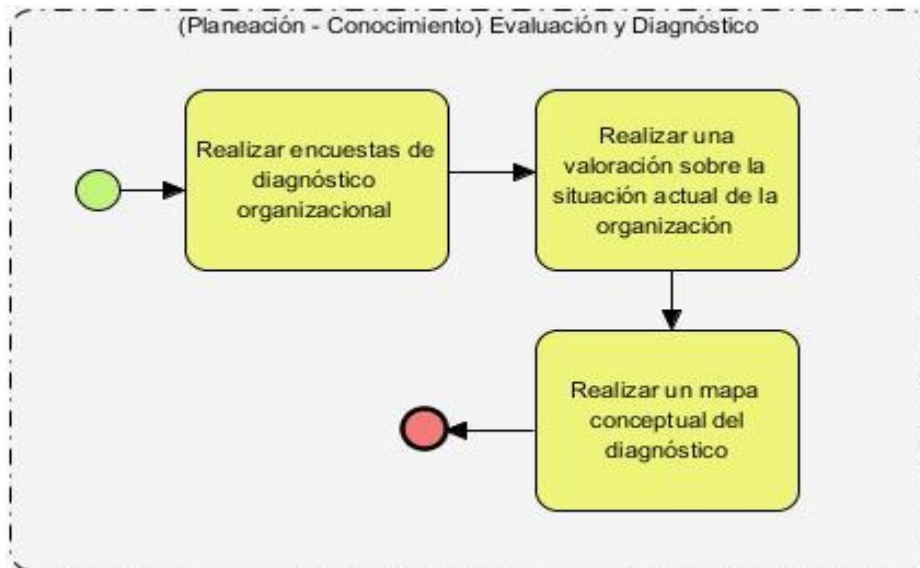 (Planeación - Conocimiento) Evaluación y Diagnóstico
Realizar encuestas de
diagnóstico
organizacional
Realizar una
valoración sobre la
situación actual de la
organización
Realizar un mapa
conceptual del
diagnóstico